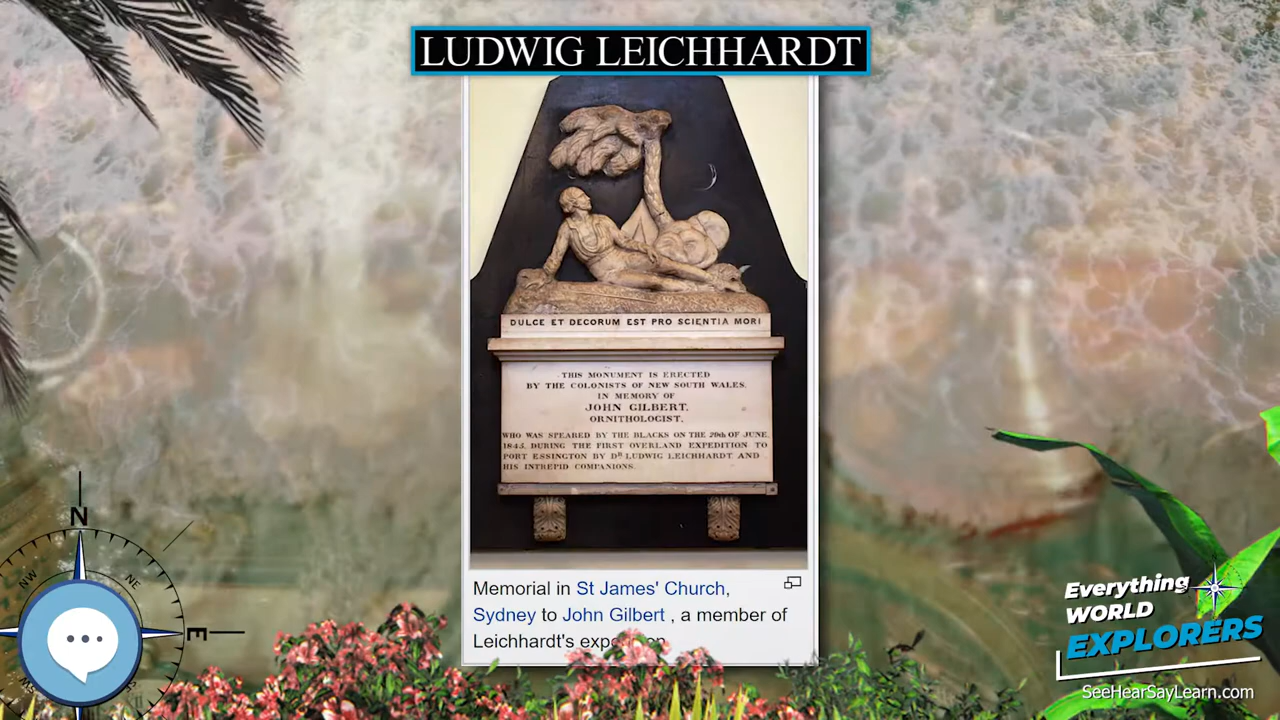 LUDWIG LEICHHARDT
DULCE ET DECORUM EST PRO SCIENTIA MORI
THIS MONUMENT IS ERECTED
BY THE COLONISTS OF NEW SOUTH WALES,
IN MEMORY OF
JOHN GILBERT,
ORNITHOLOGIST,
WHO WAS SPEARED BY THE BLACKS ON THE 29th OF JUNE,
1845, DURING THE FIRST OVERLAND EXPEDITION TO
PORT ESSINGTON BY DR LUDWIG LEICHHARDT AND
HIS INTREPID COMPANIONS.
Memorial in St James' Church,
Sydney to John Gilbert , a member of
Leichhardt's
N
NW
NE
E
Everything
WORLD
EXPLORERS
SeeHearSayLearn.com